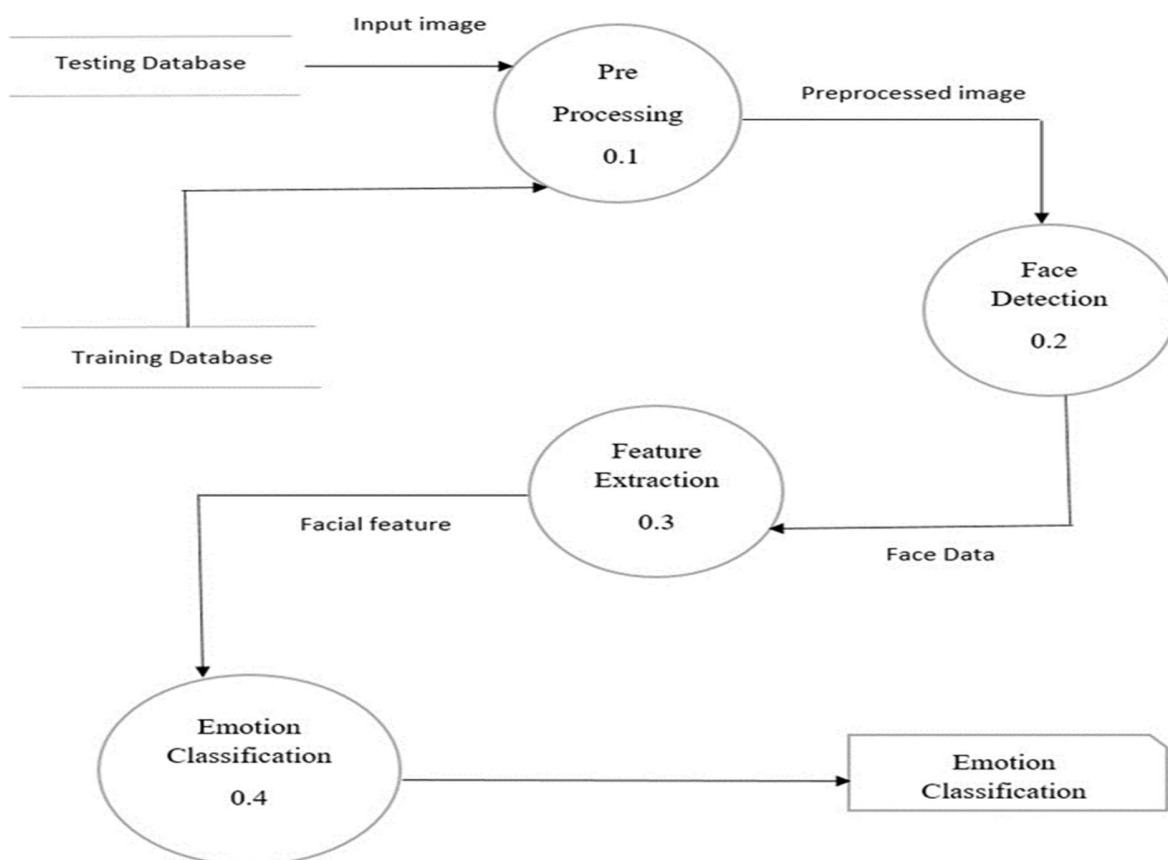 Input image
Testing Database
Pre
Processing
0.1
Preprocessed image
Face
Detection
0.2
Training Database
Feature
Extraction
0.3
Facial feature
Face Data
Emotion
Classification
0.4
Emotion
Classification